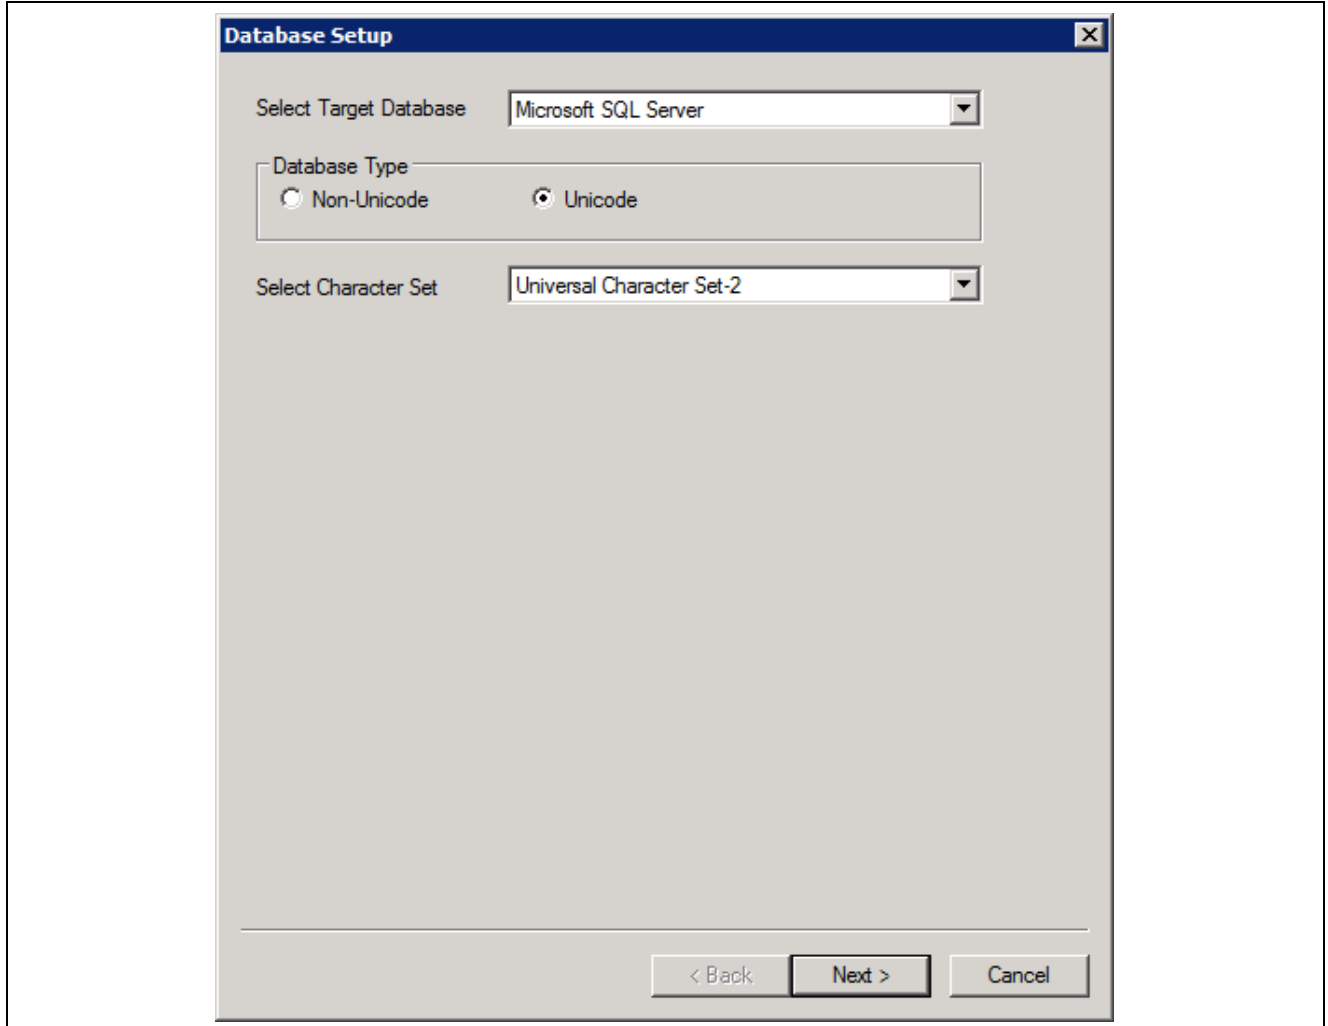 Database Setup
Select Target Database Microsoft SQL Server
Database Type
Non-Unicode Unicode
Select Character Set Universal Character Set-2
< Back Next > Cancel